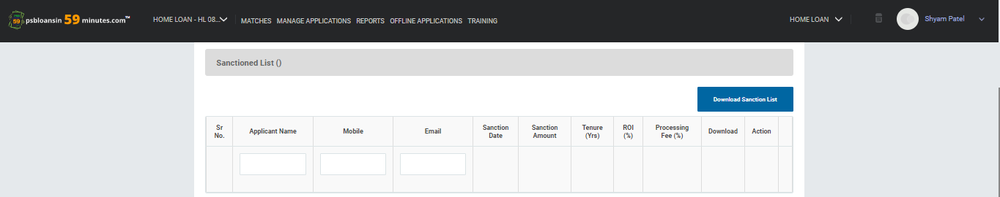 psbloansin 59 minutes.com™
HOME LOAN - HL 08...
MATCHES MANAGE APPLICATIONS REPORTS OFFLINE APPLICATIONS TRAINING
HOME LOAN
Shyam Patel
Sanctioned List ()
Download Sanction List
Sr
No.
Applicant Name
Mobile
Email
Sanction
Date
Sanction
Amount
Tenure
(Yrs)
ROI
(%)
Processing
Fee (%)
Download
Action